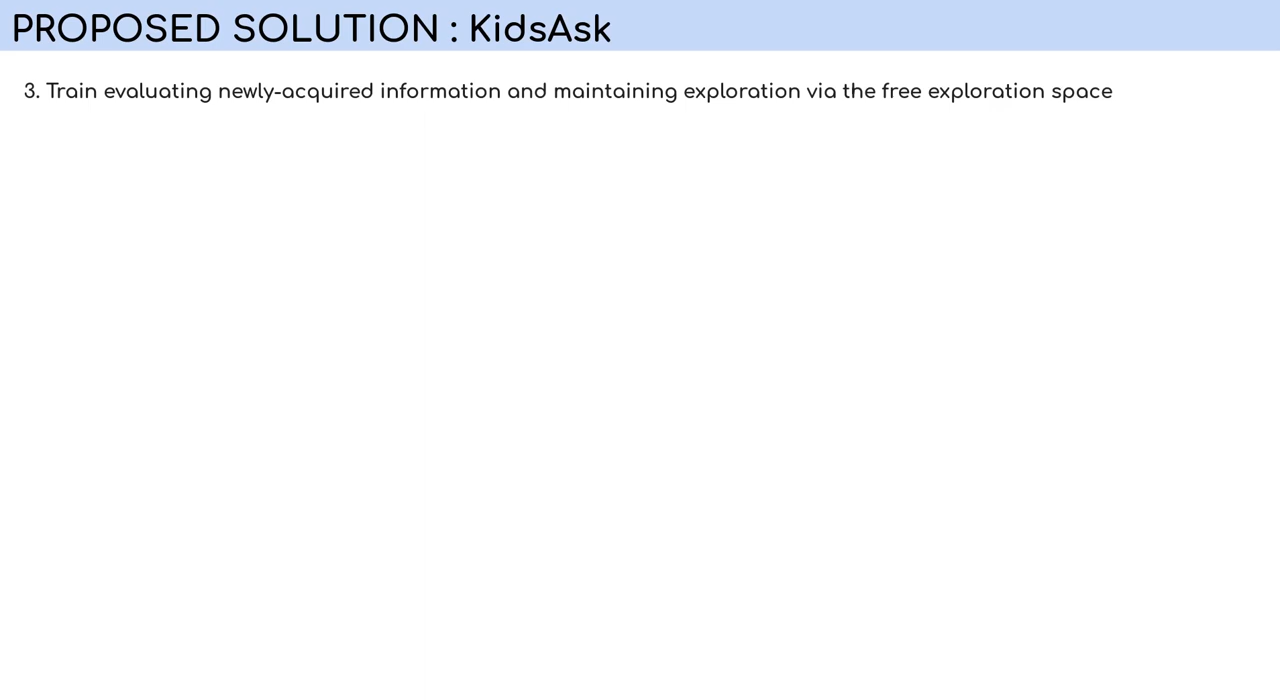 PROPOSED SOLUTION : KidsAsk
3. Train evaluating newly-acquired information and maintaining exploration via the free exploration space